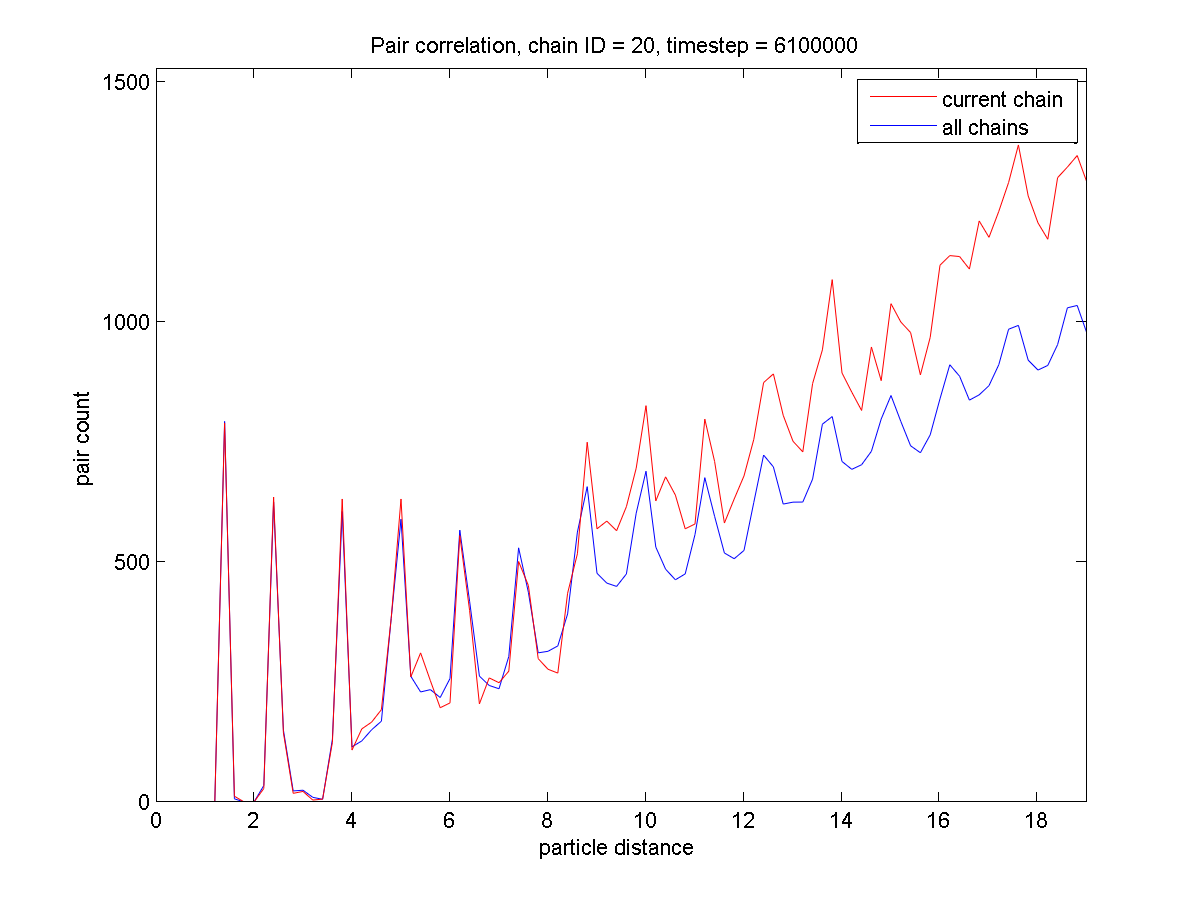 Pair correlation, chain ID = 20, timestep = 6100000
current chain
all chains
1500
1000
500
0
pair count
0 2 4 6 8 10 12 14 16 18
particle distance